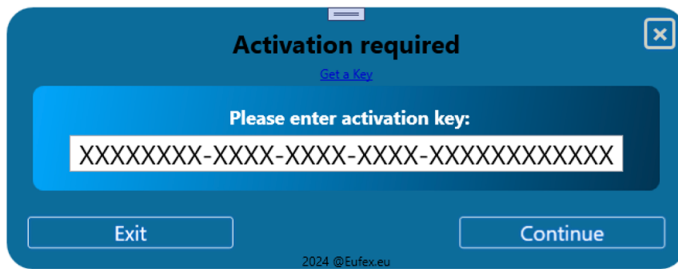 Activation required
Get a Key
Please enter activation key:
XXXXXXXX-XXXX-XXXX-XXXX-XXXXXXXXXXXX
Exit
Continue
2024 @Eufex.eu